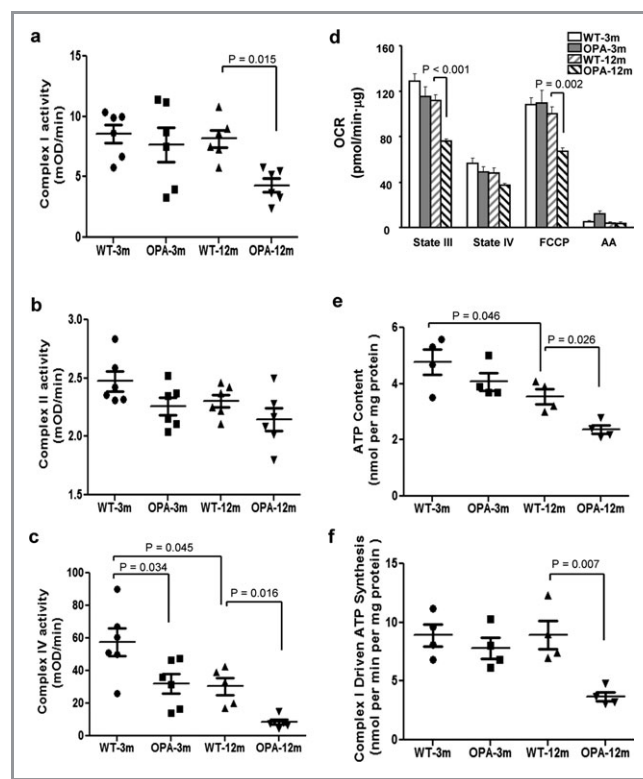 a
Complex I activity
(mOD/min)
15
10
5
0
P = 0.015
WT-3m OPA-3m WT-12m OPA-12m
b
Complex II activity
(mOD/min)
3.0
2.5
2.0
1.5
WT-3m OPA-3m WT-12m OPA-12m
c
Complex IV activity
(mOD/min)
100
80
60
40
20
0
P = 0.045
P = 0.034
P = 0.016
WT-3m OPA-3m WT-12m OPA-12m
d
OCR
(pmol/min·μg)
160
120
80
40
0
WT-3m
OPA-3m
WT-12m
OPA-12m
P < 0.001
P = 0.002
State III State IV FCCP AA
e
ATP Content
(nmol per mg protein )
6
4
2
0
P = 0.046
P = 0.026
WT-3m OPA-3m WT-12m OPA-12m
f
Complex I Driven ATP Synthesis
(nmol per min per mg protein )
15
10
5
0
P = 0.007
WT-3m OPA-3m WT-12m OPA-12m